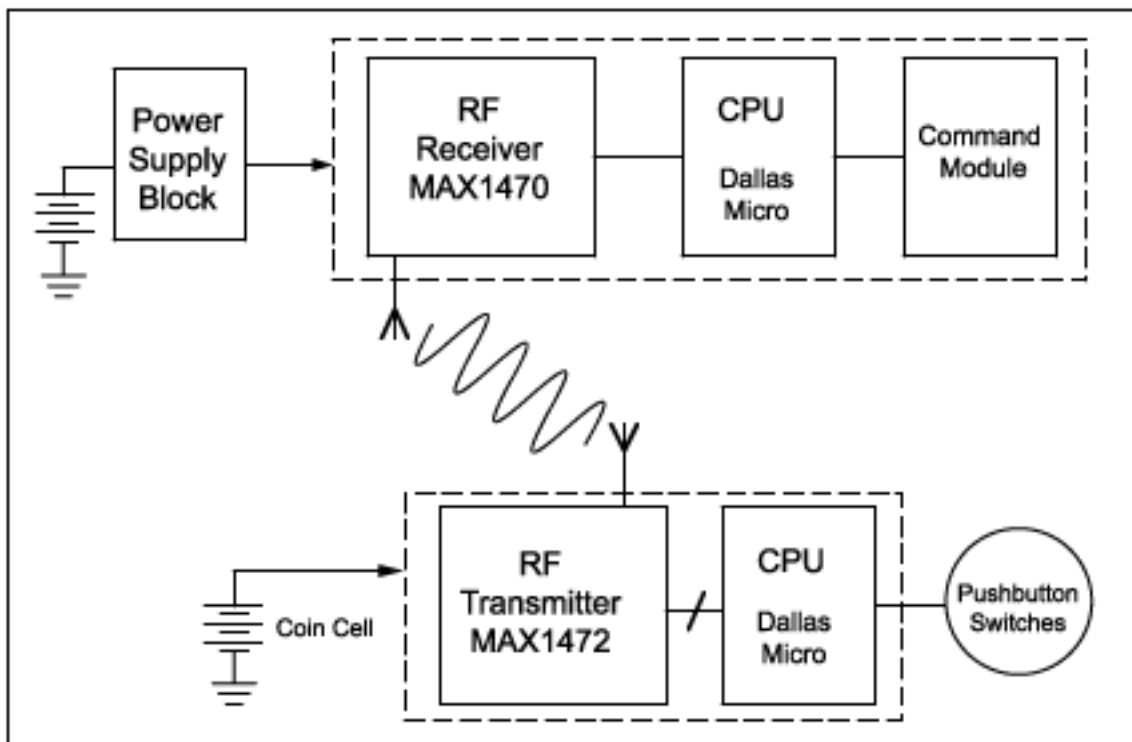 Power
Supply
Block
RF
Receiver
MAX1470
CPU
Dallas
Micro
Command
Module
Coin Cell
RF
Transmitter
MAX1472
CPU
Dallas
Micro
Pushbutton
Switches